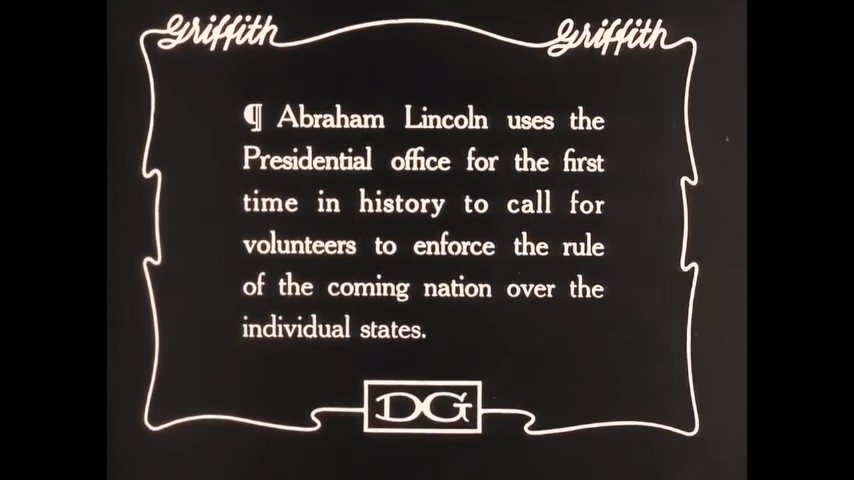 Griffith Griffith
¶ Abraham Lincoln uses the
Presidential office for the first
time in history to call for
volunteers to enforce the rule
of the coming nation over the
individual states.
DG